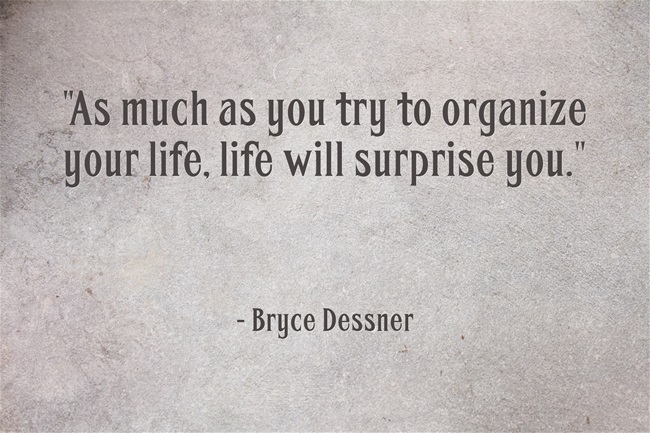 "As much as you try to organize
your life, life will surprise you."
- Bryce Dessner